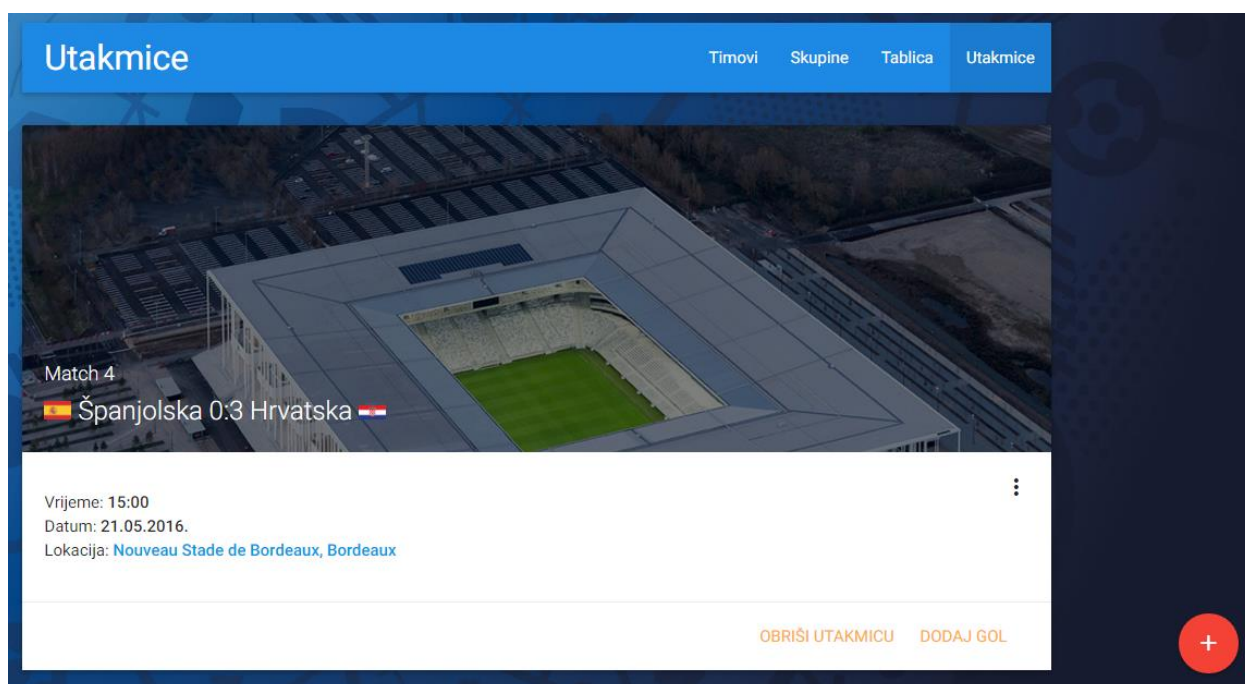 Utakmice
Timovi Skupine Tablica Utakmice
Match 4
Španjolska 0:3 Hrvatska
Vrijeme: 15:00
Datum: 21.05.2016.
Lokacija: Nouveau Stade de Bordeaux, Bordeaux
OBRIŠI UTAKMICU DODAJ GOL
+